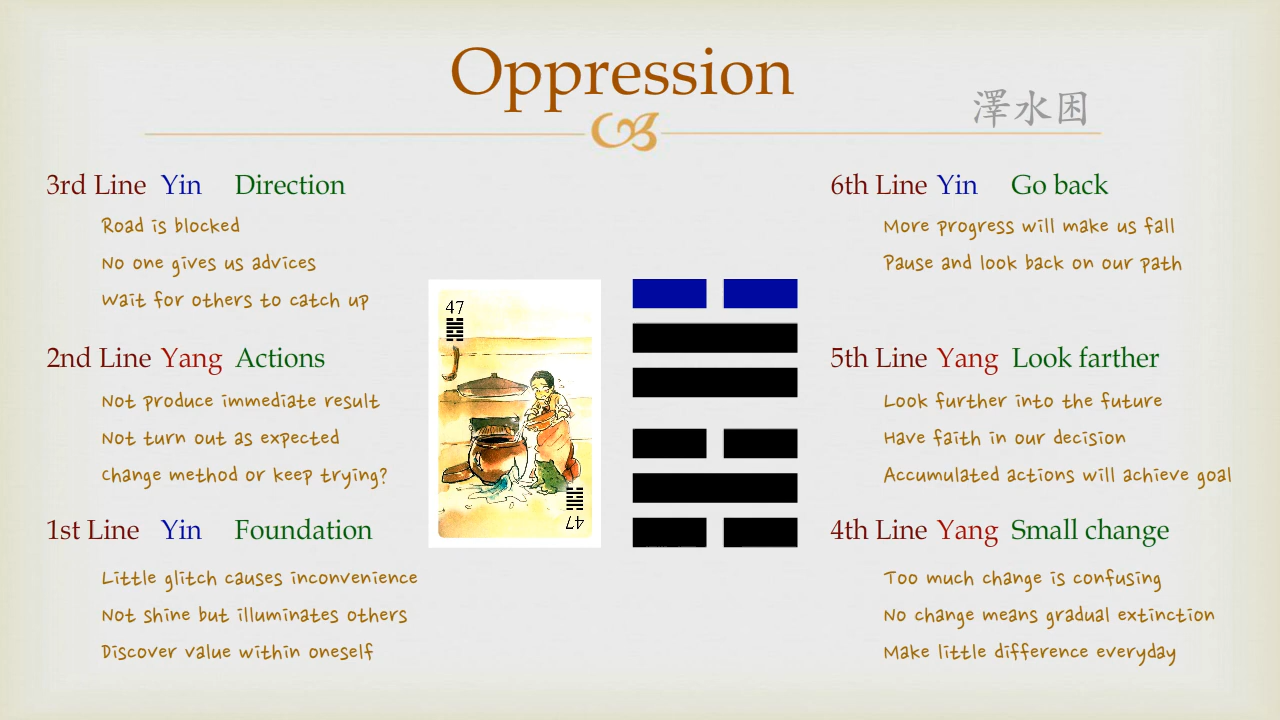 Oppression
澤水困
3rd Line Yin Direction
Road is blocked
No one gives us advices
Wait for others to catch up
2nd Line Yang Actions
Not produce immediate result
Not turn out as expected
Change method or keep trying?
1st Line Yin Foundation
Little glitch causes inconvenience
Not shine but illuminates others
Discover value within oneself
47
47
6th Line Yin Go back
More progress will make us fall
Pause and look back on our path
5th Line Yang Look farther
Look further into the future
Have faith in our decision
Accumulated actions will achieve goal
4th Line Yang Small change
Too much change is confusing
No change means gradual extinction
Make little difference everyday